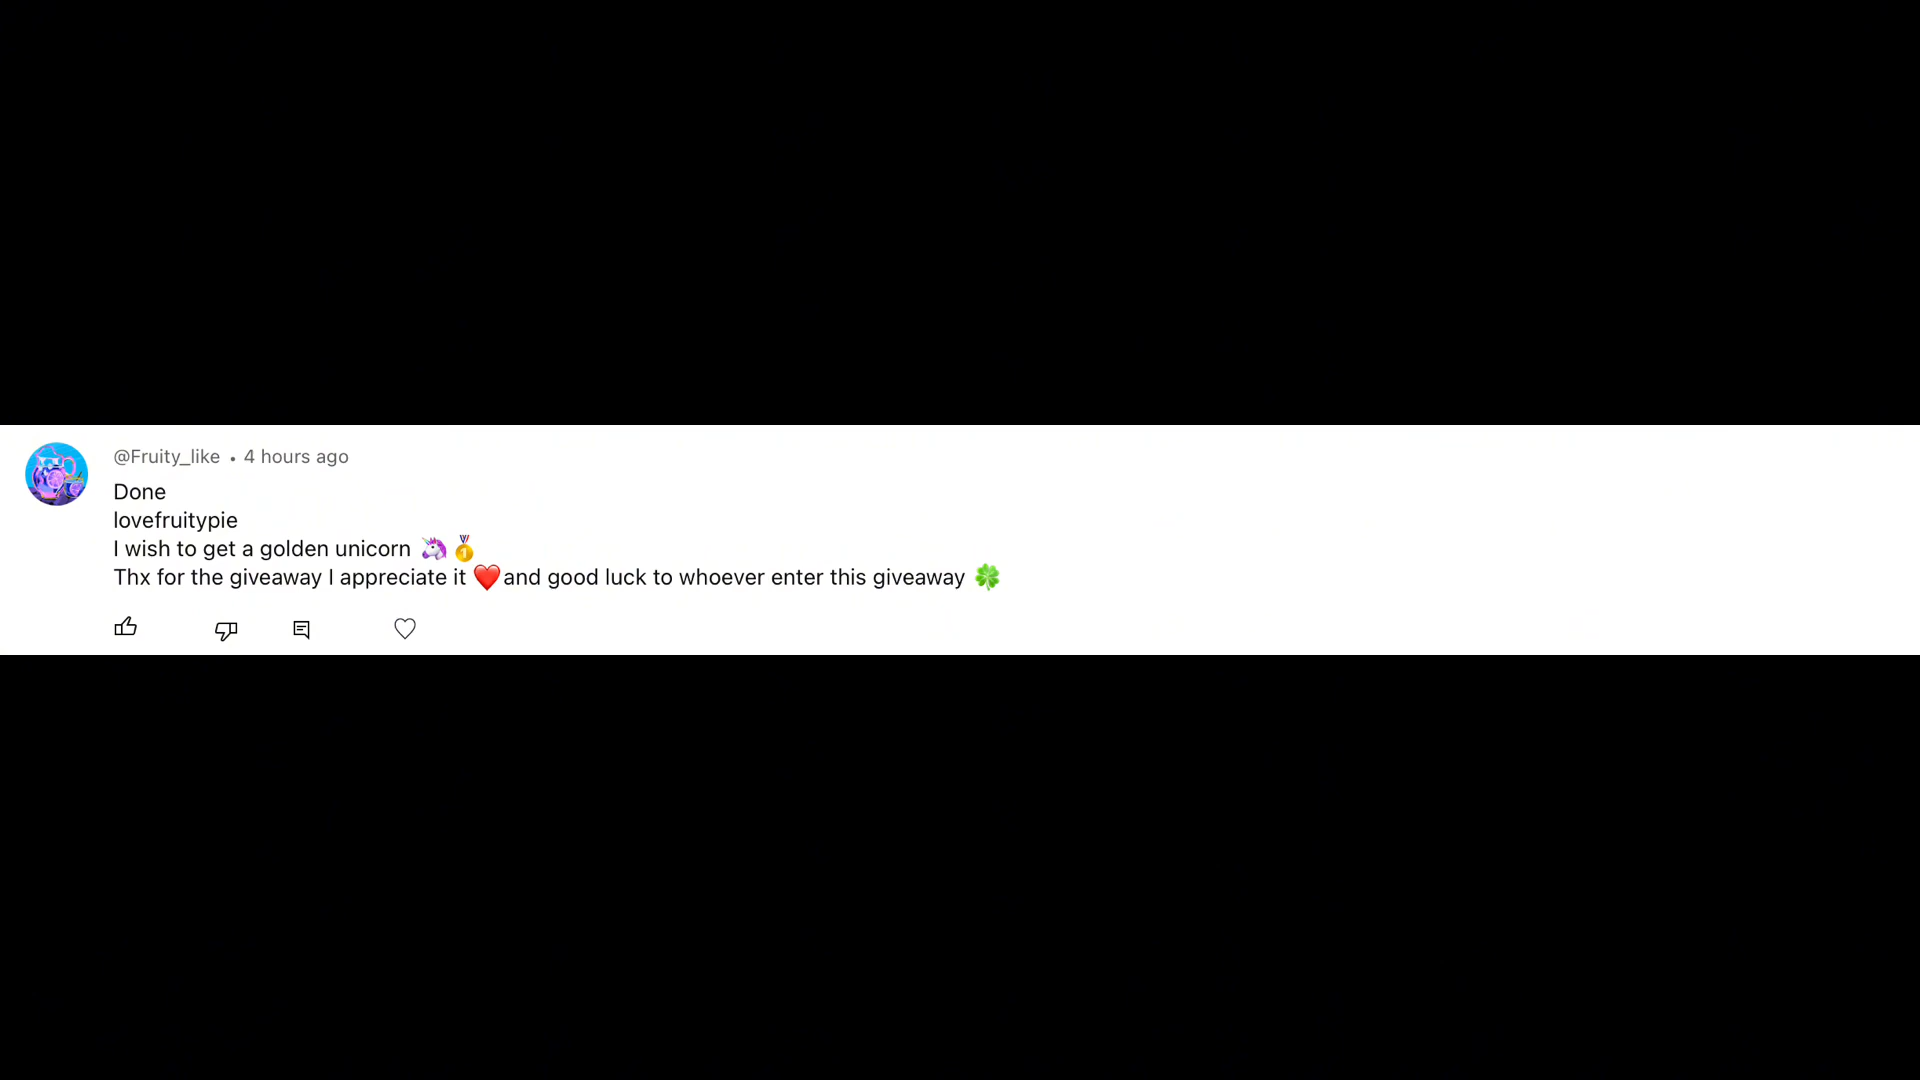 @Fruity_like • 4 hours ago
Done
lovefruitypie
I wish to get a golden unicorn 🦄🥇
Thx for the giveaway I appreciate it ❤️and good luck to whoever enter this giveaway 🍀